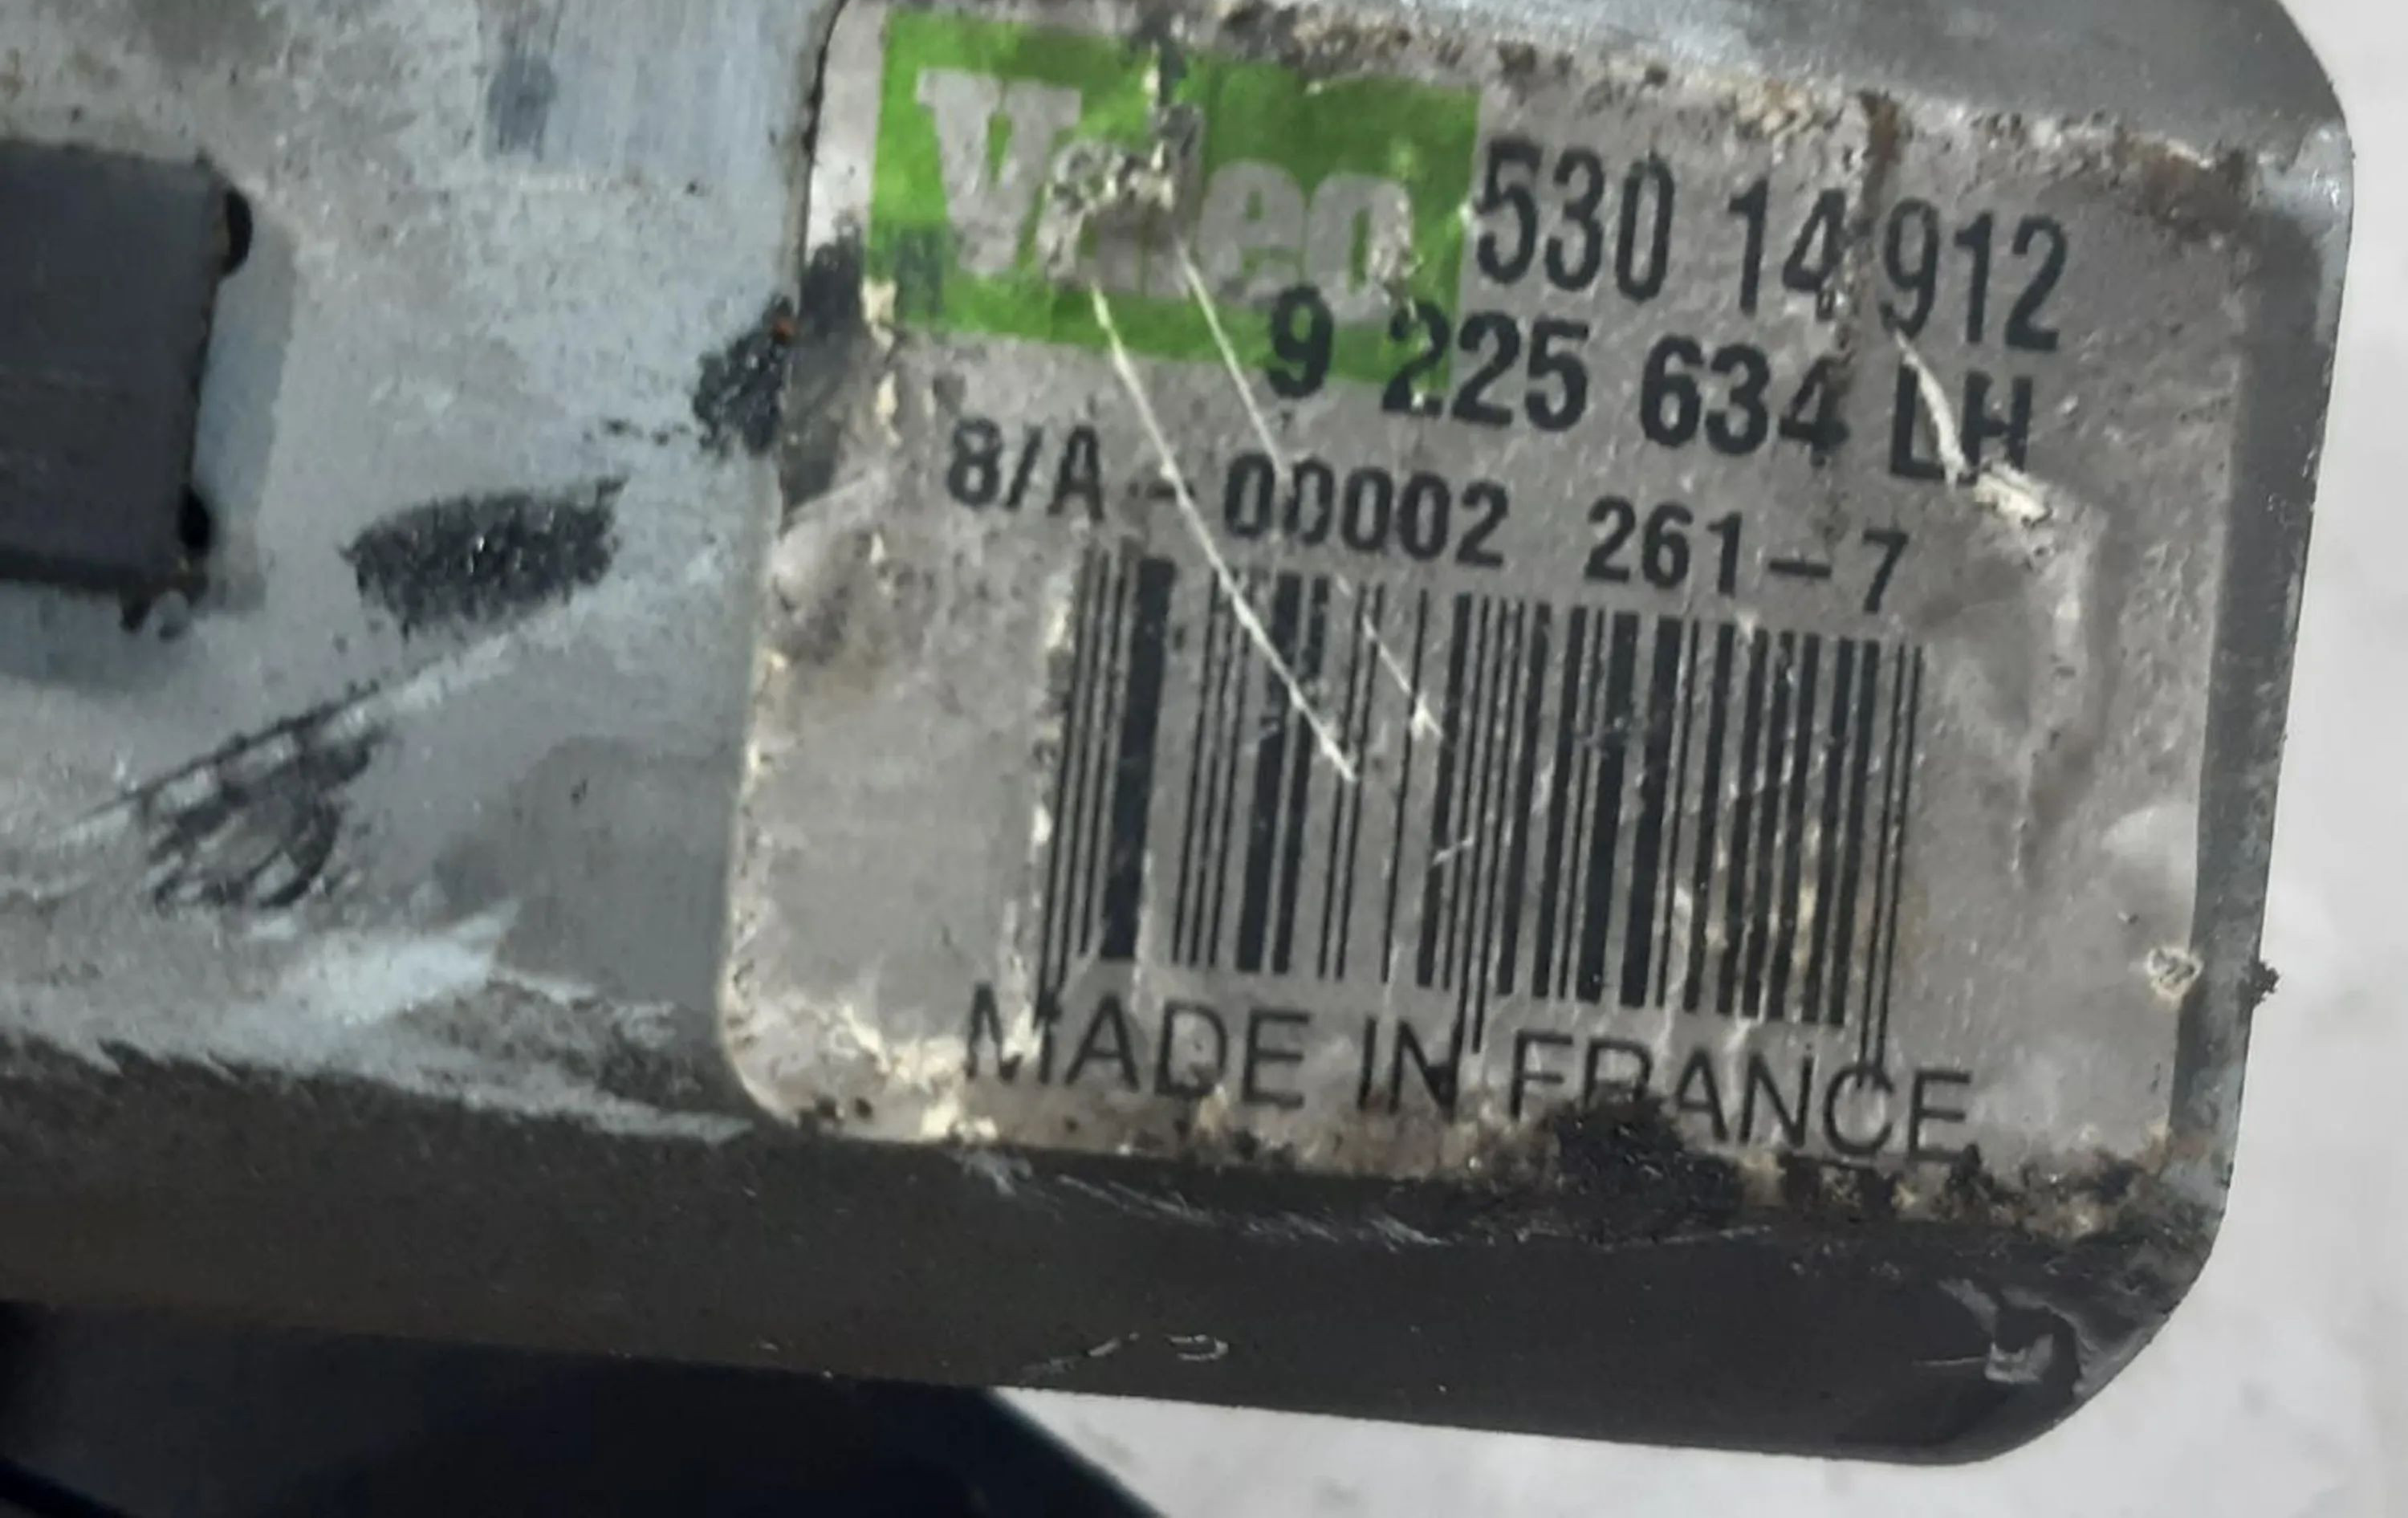 Valeo 530 14 912
9 225 634 LH
8/A - 00002 261-7
MADE IN FRANCE